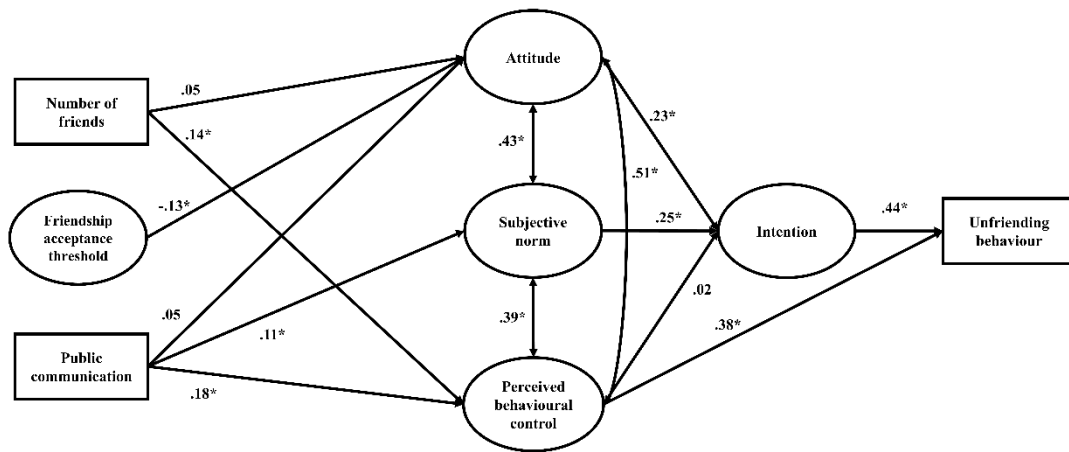 Attitude
Number of
friends
.05
.14*
.43*
.23*
.51*
-.13*
Friendship
acceptance
threshold
Subjective
norm
.25*
Intention
.44*
Unfriending
behaviour
.05
.11*
.39*
.02
.38*
Public
communication
.18*
Perceived
behavioural
control